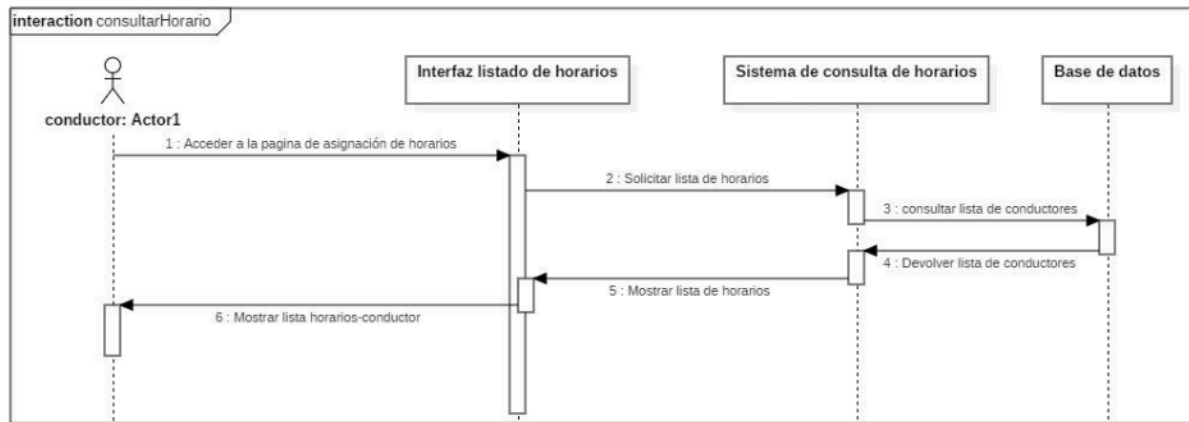 interaction consultarHorario
Interfaz listado de horarios
Sistema de consulta de horarios
Base de datos
conductor: Actor1
1 : Acceder a la pagina de asignación de horarios
2 : Solicitar lista de horarios
3 : consultar lista de conductores
4 : Devolver lista de conductores
5 : Mostrar lista de horarios
6 : Mostrar lista horarios-conductor